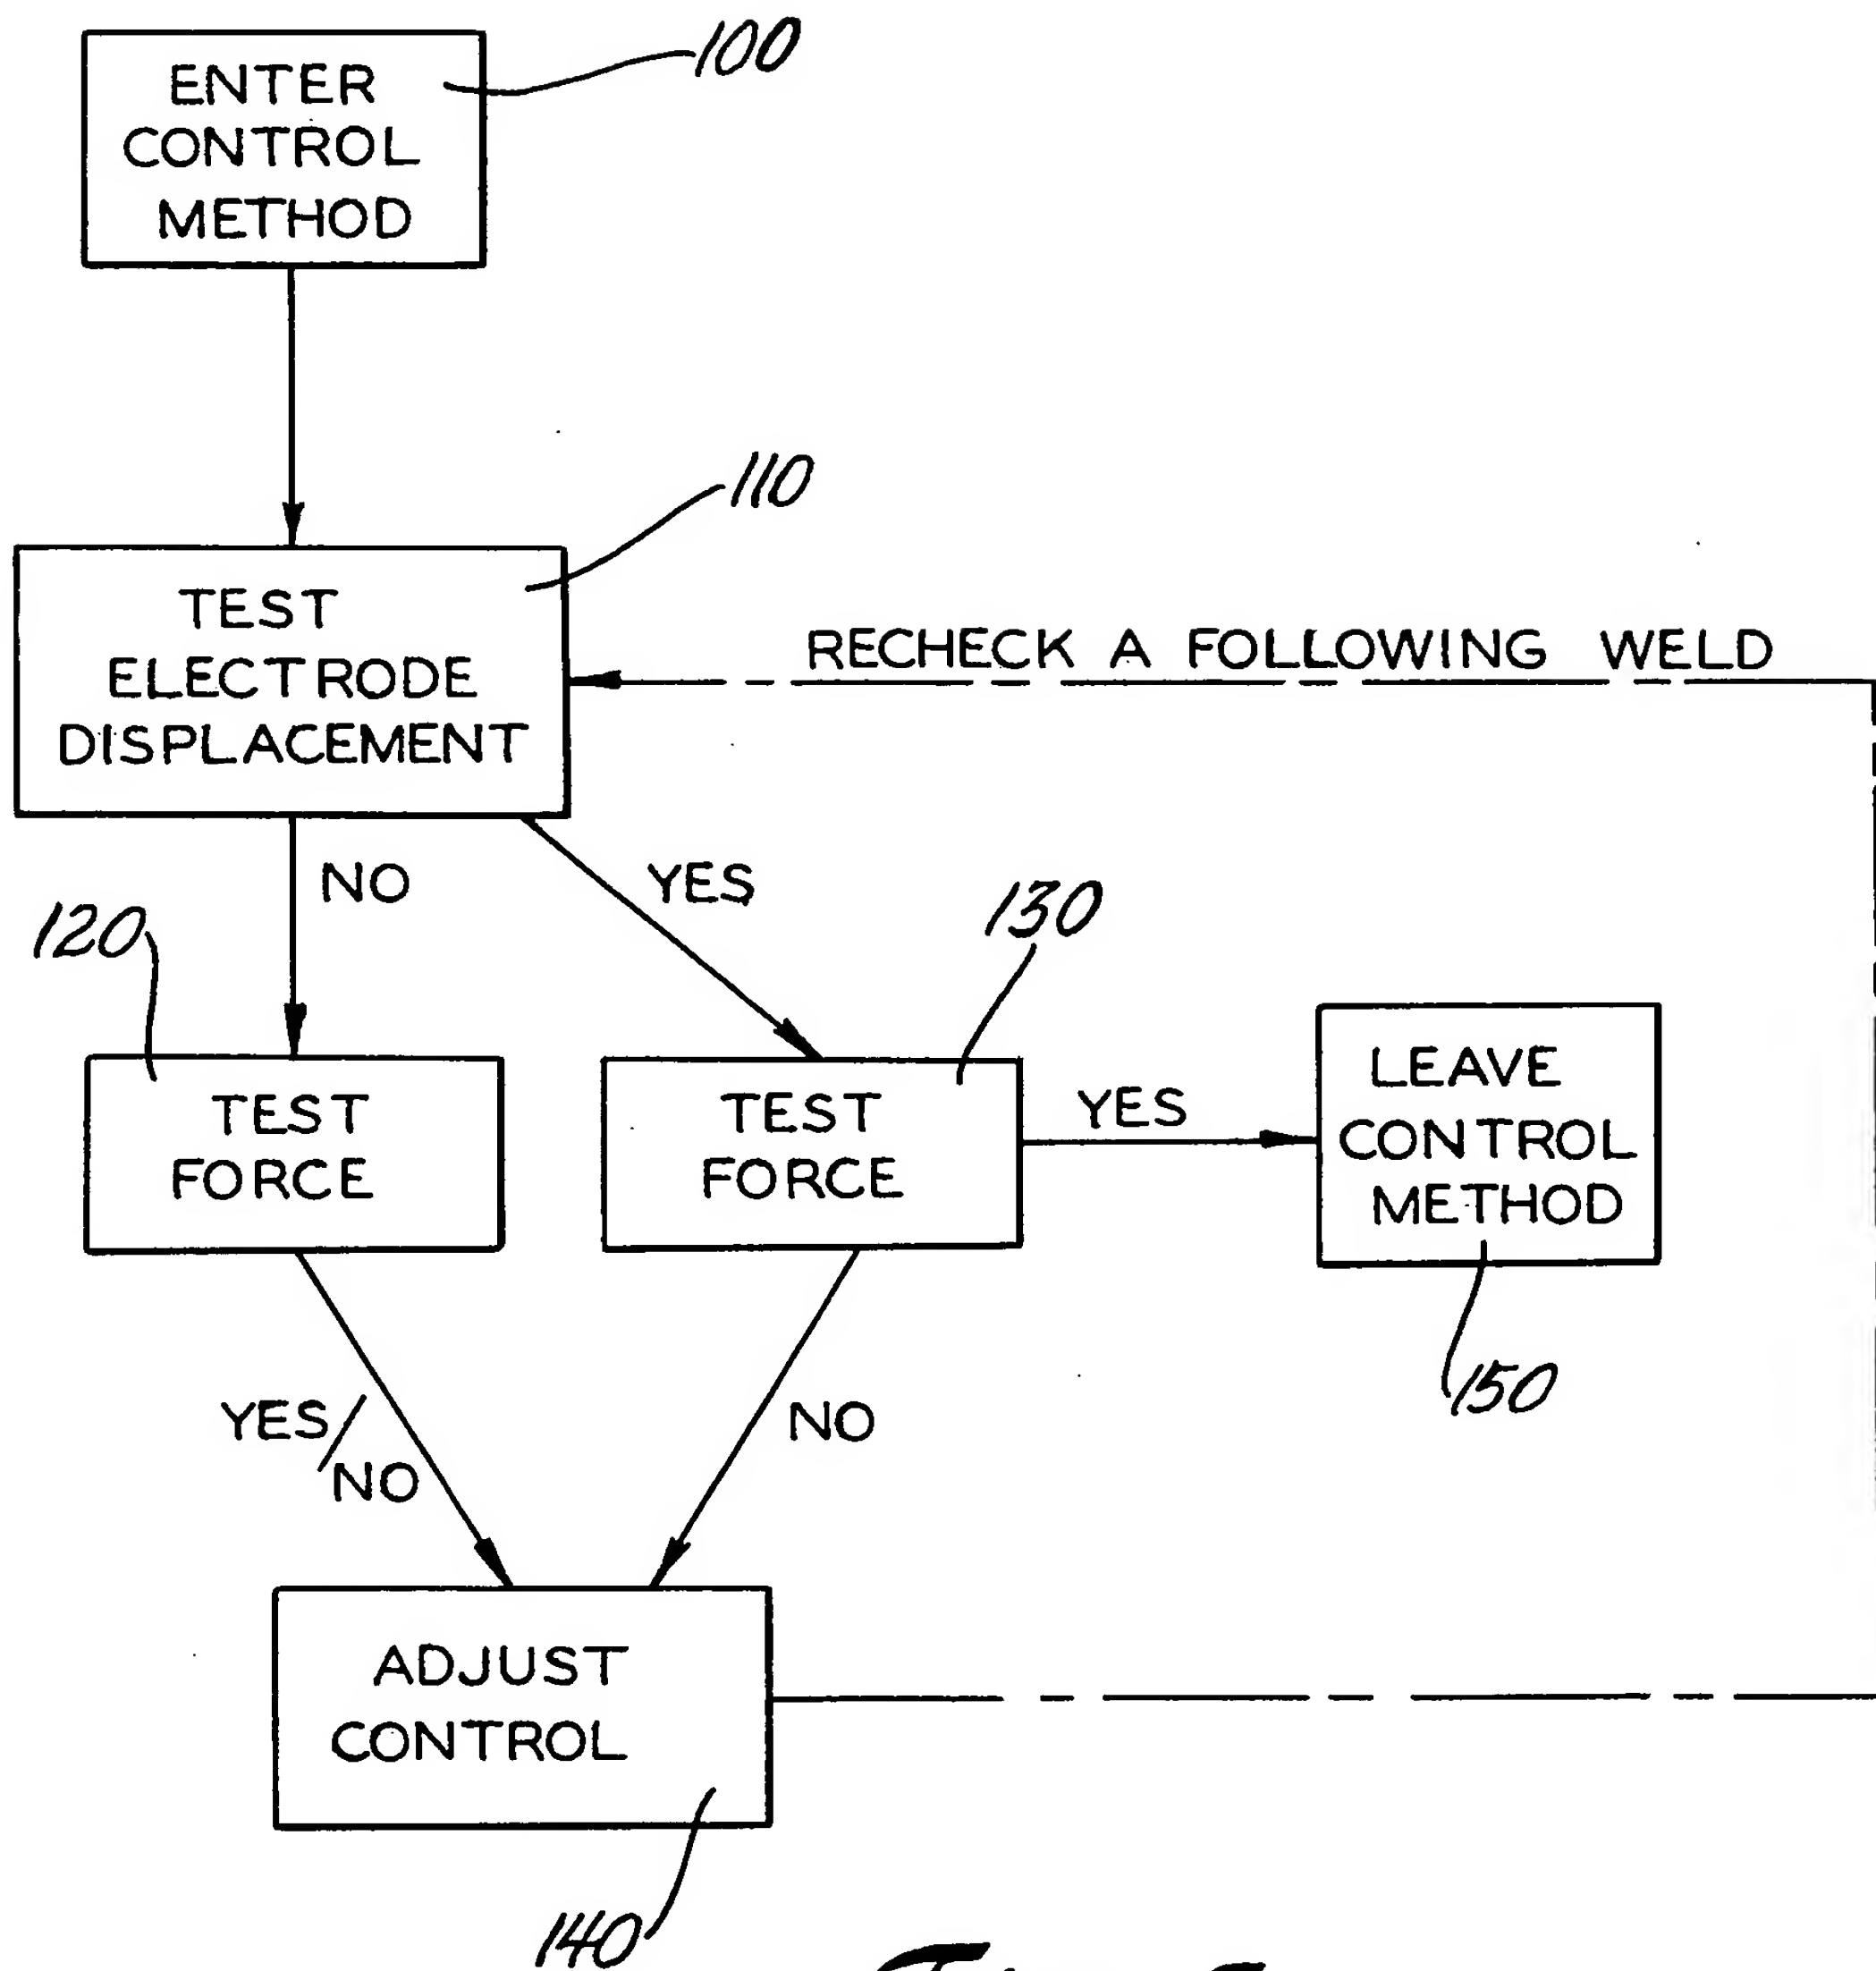 ENTER
CONTROL
METHOD
100
TEST
ELECTRODE
DISPLACEMENT
110
RECHECK A FOLLOWING WELD
NO
YES
120
130
TEST
FORCE
TEST
FORCE
YES
LEAVE
CONTROL
METHOD
150
YES/
NO
NO
ADJUST
CONTROL
140